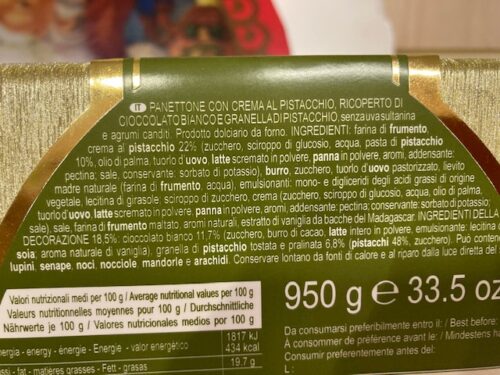 IT PANETTONE CON CREMA AL PISTACCHIO, RICOPERTO DI
CIOCCOLATO BIANCO E GRANELLA DI PISTACCHIO, senza uva sultanina
e agrumi canditi. Prodotto dolciario da forno. INGREDIENTI: farina di frumento,
crema al pistacchio 22% (zucchero, sciroppo di glucosio, acqua, pasta di pistacchio
10%, olio di palma, tuorlo d'uovo, latte scremato in polvere, panna in polvere, aromi, addensante:
pectina; sale, conservante: sorbato di potassio), burro, zucchero, tuorlo d'uovo pastorizzato, lievito
madre naturale (farina di frumento, acqua), emulsionanti: mono- e digliceridi degli acidi grassi di origine
vegetale, lecitina di girasole; sciroppo di zucchero, crema (zucchero, sciroppo di glucosio, acqua, olio di palma,
tuorlo d'uovo, latte scremato in polvere, panna in polvere, aromi, addensante, pectina; conservante: sorbato di potassio;
sale), sale, farina di frumento maltato, aromi naturali, estratto di vaniglia da bacche del Madagascar. INGREDIENTI DELLA
DECORAZIONE 18,5%: cioccolato bianco 11,7% (zucchero, burro di cacao, latte intero in polvere, emulsionante: lecitina di
soia; aroma naturale di vaniglia), granella di pistacchio tostata e pralinata 6,8% (pistacchi 48%, zucchero). Può contenere
lupini, senape, noci, nocciole mandorle e arachidi. Conservare lontano da fonti di calore e al riparo dalla luce diretta del
Valori nutrizionali medi per 100 g / Average nutritional values per 100 g
Valeurs nutritionnelles moyennes pour 100 g / Durchschnittliche
Nährwerte je 100 g / Valores nutricionales medios por 100 g
energia - energy - énergie - Energie - valor energético
1817 kJ
434 kcal
- fat - matières grasses - Fett - grasas
19,7 g
950 g e 33.5 oz
Da consumarsi preferibilmente entro il: / Best before:
À consommer de préférence avant le: / Mindestens
Consumir preferentemente antes del:
L: